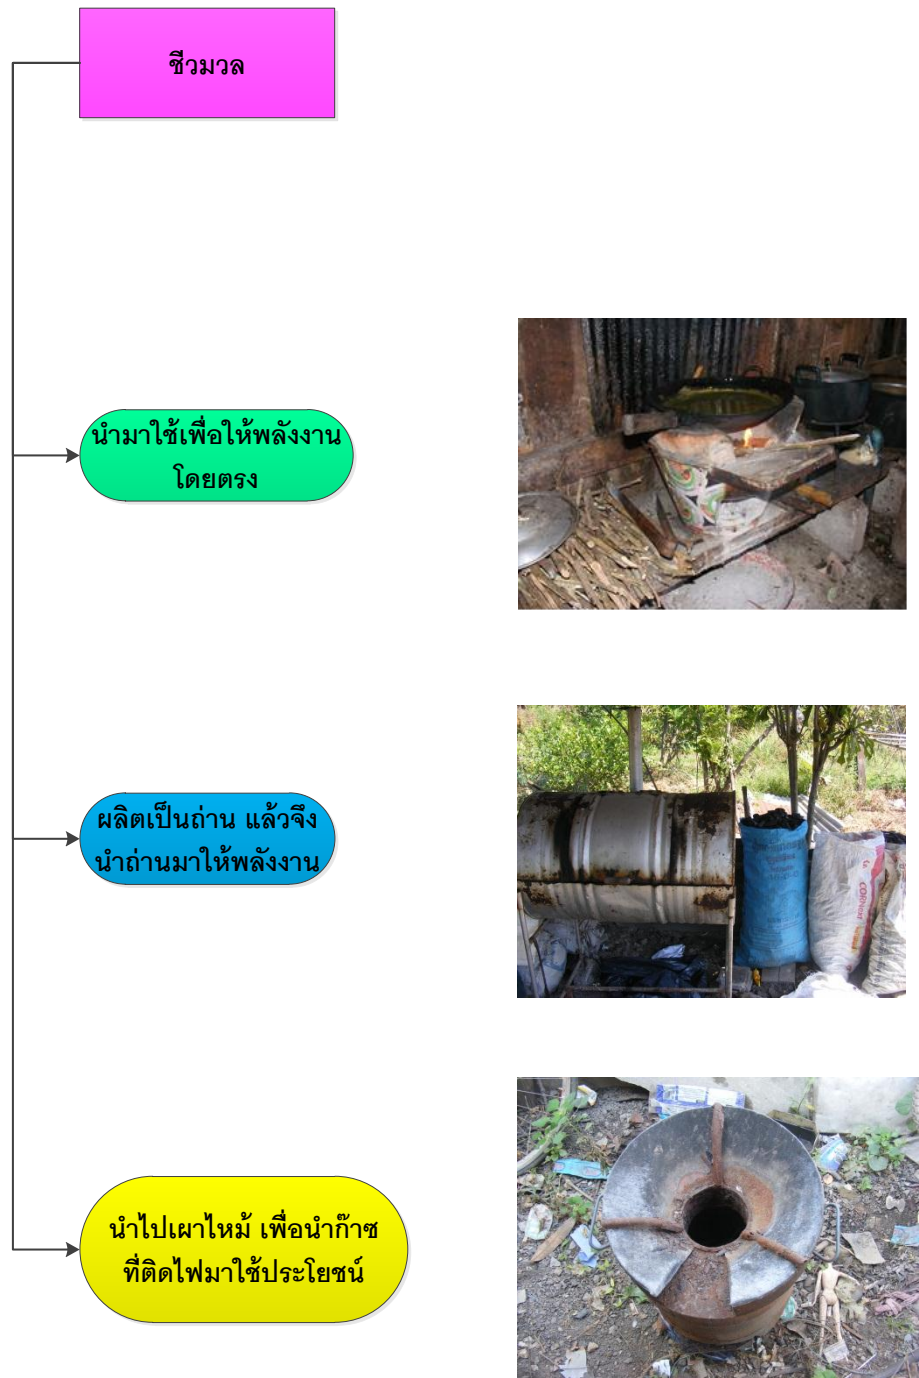 ชีวมวล
นำมาใช้เพื่อให้พลังงาน
โดยตรง
ผลิตเป็นถ่าน แล้วจึง
นำถ่านมาให้พลังงาน
นำไปเผาไหม้ เพื่อนำก๊าซ
ที่ติดไฟมาใช้ประโยชน์